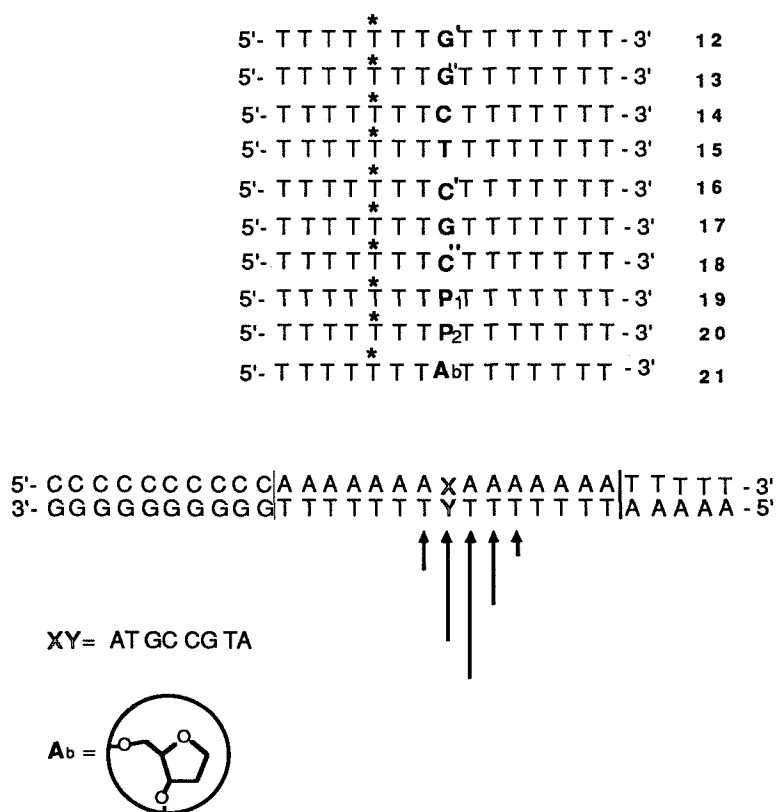 *
5'- T T T T T T T G' T T T T T T T - 3' 12
*
5'- T T T T T T T G'' T T T T T T T - 3' 13
*
5'- T T T T T T T C T T T T T T T - 3' 14
*
5'- T T T T T T T T T T T T T T T - 3' 15
*
5'- T T T T T T T C' T T T T T T T - 3' 16
*
5'- T T T T T T T G T T T T T T T - 3' 17
*
5'- T T T T T T T C'' T T T T T T T - 3' 18
*
5'- T T T T T T T P1 T T T T T T T - 3' 19
*
5'- T T T T T T T P2 T T T T T T T - 3' 20
*
5'- T T T T T T T Ab T T T T T T T - 3' 21
5'- C C C C C C C C C C A A A A A A A X A A A A A A A T T T T T - 3'
3'- G G G G G G G G G G T T T T T T T Y T T T T T T T A A A A A - 5'
XY= AT GC CG TA
Ab =
O O
O